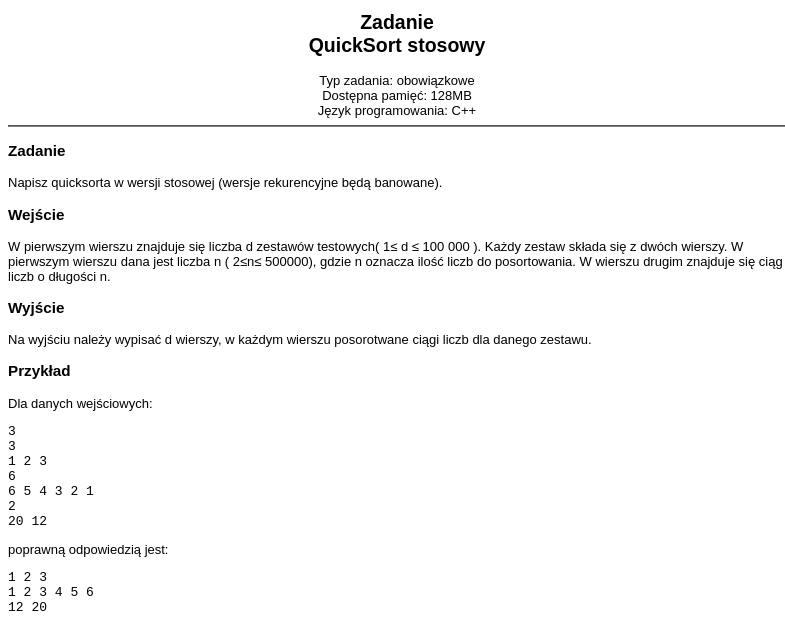 Zadanie
QuickSort stosowy
Typ zadania: obowiązkowe
Dostępna pamięć: 128MB
Język programowania: C++
Zadanie
Napisz quicksorta w wersji stosowej (wersje rekurencyjne będą banowane).
Wejście
W pierwszym wierszu znajduje się liczba d zestawów testowych( 1≤ d ≤ 100 000 ). Każdy zestaw składa się z dwóch wierszy. W
pierwszym wierszu dana jest liczba n ( 2≤n≤ 500000), gdzie n oznacza ilość liczb do posortowania. W wierszu drugim znajduje się ciąg
liczb o długości n.
Wyjście
Na wyjściu należy wypisać d wierszy, w każdym wierszu posorotwane ciągi liczb dla danego zestawu.
Przykład
Dla danych wejściowych:
3
3
1 2 3
6
6 5 4 3 2 1
2
20 12
poprawną odpowiedzią jest:
1 2 3
1 2 3 4 5 6
12 20